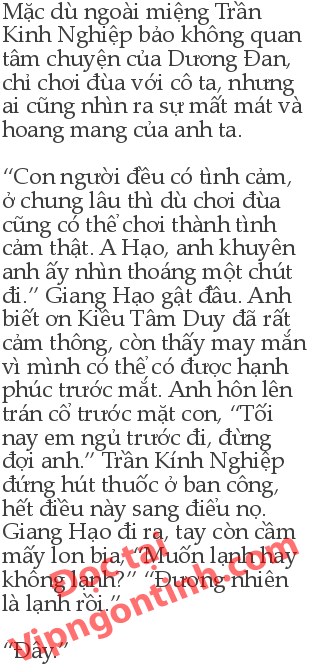 Mặc dù ngoài miệng Trần
Kinh Nghiệp bảo không quan
tâm chuyện của Dương Đan,
chỉ chơi đùa với cô ta, nhưng
ai cũng nhìn ra sự mất mát và
hoang mang của anh ta.
“Con người đều có tình cảm,
ở chung lâu thì dù chơi đùa
cũng có thể chơi thành tình
cảm thật. A Hạo, anh khuyên
anh ấy nhìn thoáng một chút
đi.” Giang Hạo gật đầu. Anh
biết ơn Kiều Tâm Duy đã rất
cảm thông, còn thấy may mắn
vì mình có thể có được hạnh
phúc trước mắt. Anh hôn lên
trán cổ trước mặt con, “Tối
nay em ngủ trước đi, đừng
đợi anh.” Trần Kính Nghiệp
đứng hút thuốc ở ban công,
hết điều này sang điểu nọ.
Giang Hạo đi ra, tay còn cầm
mấy lon bia, “Muốn lạnh hay
không lạnh?” “Đương nhiên
là lạnh rồi.”
“Đây.”
Đọc tại
Vipngontinh.com